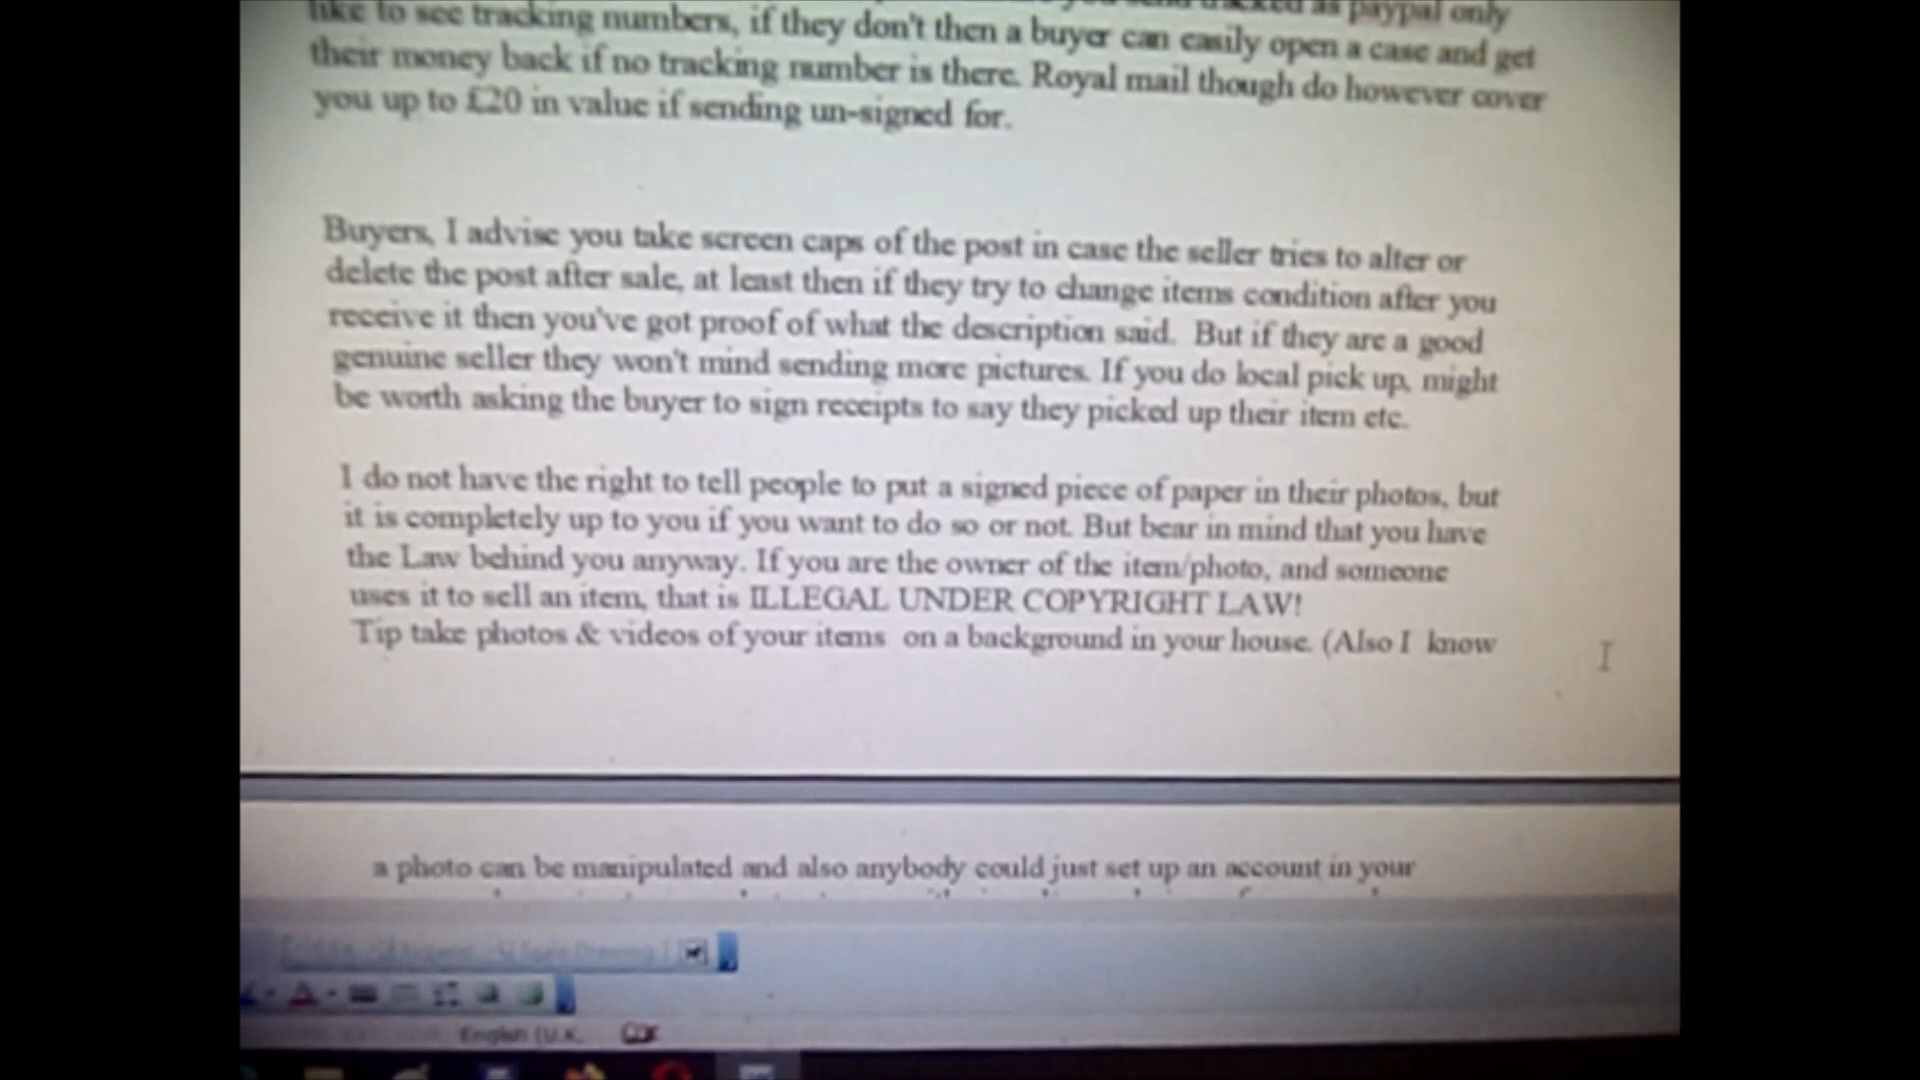 like to see tracking numbers, if they don't then a buyer can easily open a case and get
their money back if no tracking number is there. Royal mail though do however cover
you up to £20 in value if sending un-signed for.
Buyers, I advise you take screen caps of the post in case the seller tries to alter or
delete the post after sale, at least then if they try to change items condition after you
receive it then you've got proof of what the description said. But if they are a good
genuine seller they won't mind sending more pictures. If you do local pick up, might
be worth asking the buyer to sign receipts to say they picked up their item etc.
I do not have the right to tell people to put a signed piece of paper in their photos, but
it is completely up to you if you want to do so or not. But bear in mind that you have
the Law behind you anyway. If you are the owner of the item/photo, and someone
uses it to sell an item, that is ILLEGAL UNDER COPYRIGHT LAW!
Tip take photos & videos of your items on a background in your house. (Also I know
a photo can be manipulated and also anybody could just set up an account in your
English (U.K.